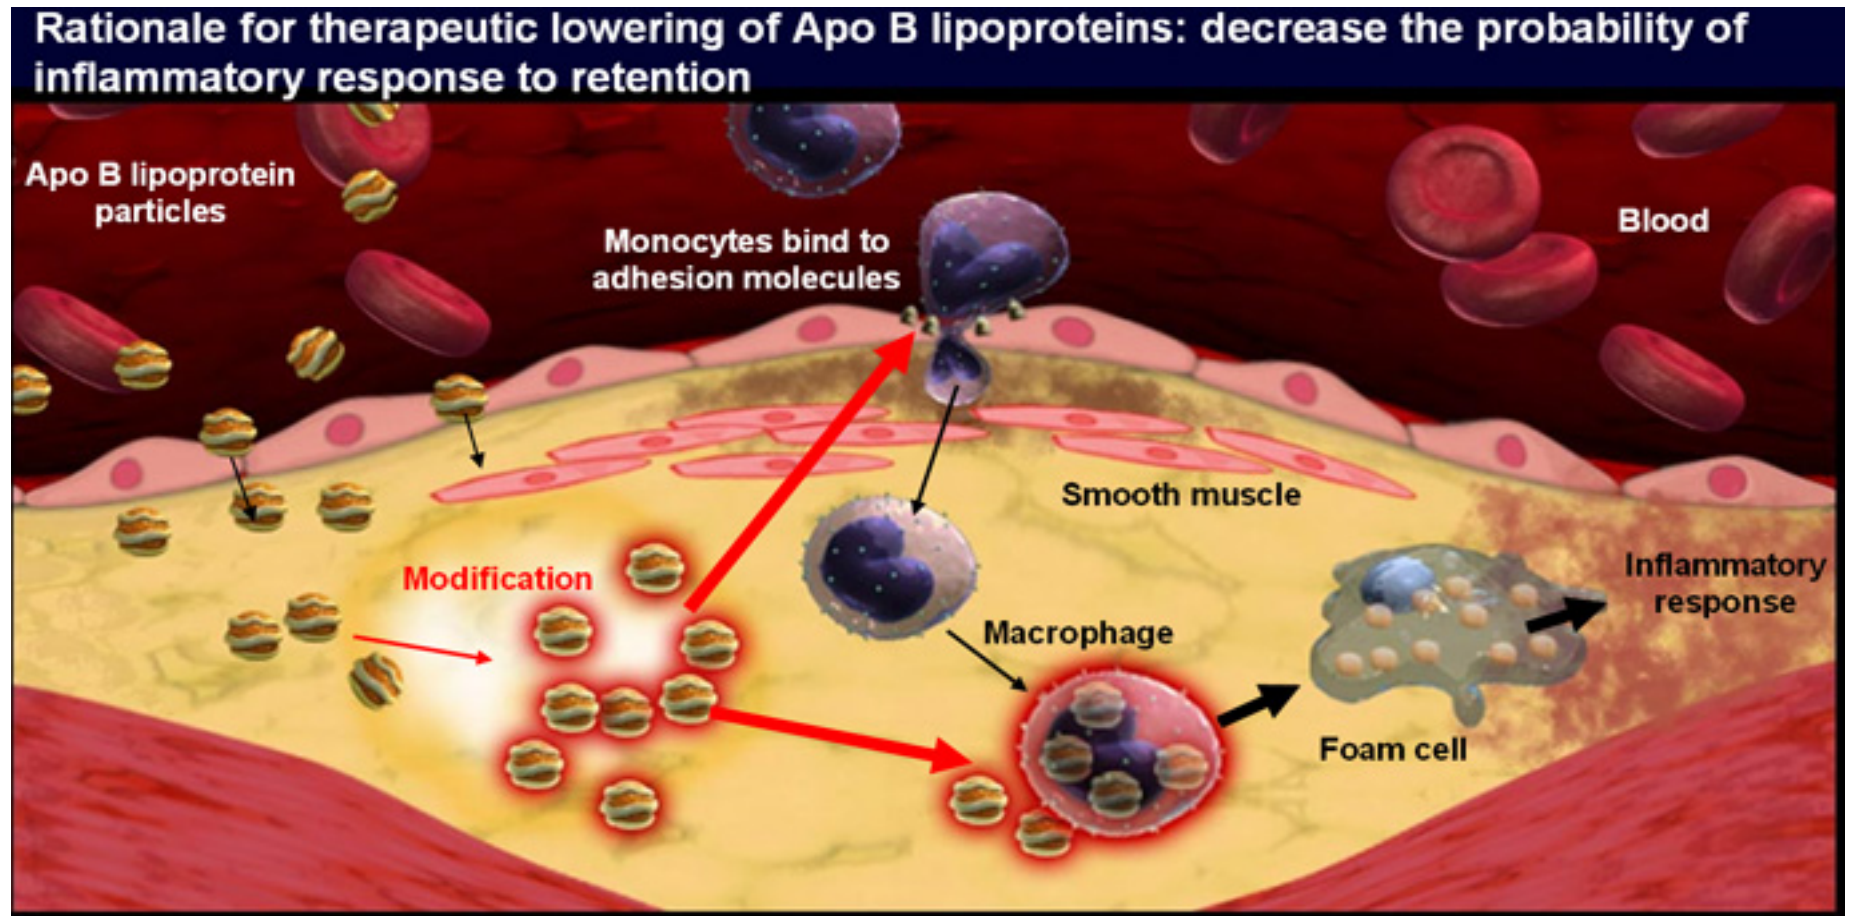 Rationale for therapeutic lowering of Apo B lipoproteins: decrease the probability of
inflammatory response to retention
Apo B lipoprotein
particles
Monocytes bind to
adhesion molecules
Blood
Smooth muscle
Modification
Inflammatory
response
Macrophage
Foam cell